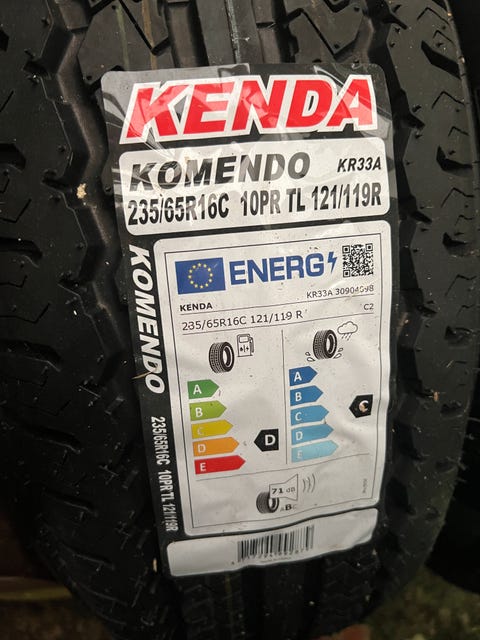 KENDA
KOMENDO KR33A
235/65R16C 10PR TL 121/119R
KOMENDO
235/65R16C 10PR TL 121/119R
ENERG
KENDA
235/65R16C 121/119 R
C2
A
B
C
D
E
D
A
B
C
D
E
C
71 dB
ABC